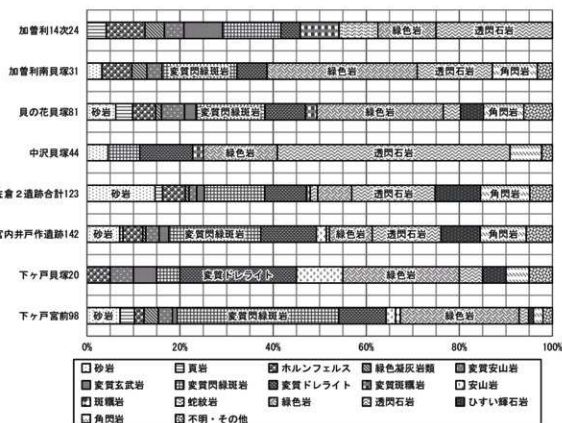 加曽利14次24 緑色岩 透閃石岩
加曽利南貝塚31 変質閃緑斑岩 緑色岩 透閃石岩 角閃岩
貝の花貝塚81 砂岩 変質閃緑斑岩 緑色岩 角閃岩
中沢貝塚44 緑色岩 透閃石岩
佐倉2遺跡合計123 砂岩 透閃石岩 角閃岩
宮内井戸作遺跡142 砂岩 変質閃緑斑岩 緑色岩 透閃石岩 角閃岩
下ヶ戸貝塚20 変質ドレライト 緑色岩
下ヶ戸宮前98 砂岩 変質閃緑斑岩 緑色岩
0% 20% 40% 60% 80% 100%
砂岩 頁岩 ホルンフェルス 緑色凝灰岩類 変質安山岩
変質玄武岩 変質閃緑斑岩 変質ドレライト 変質斑糲岩 安山岩
斑糲岩 蛇紋岩 緑色岩 透閃石岩 ひすい輝石岩
角閃岩 不明・その他